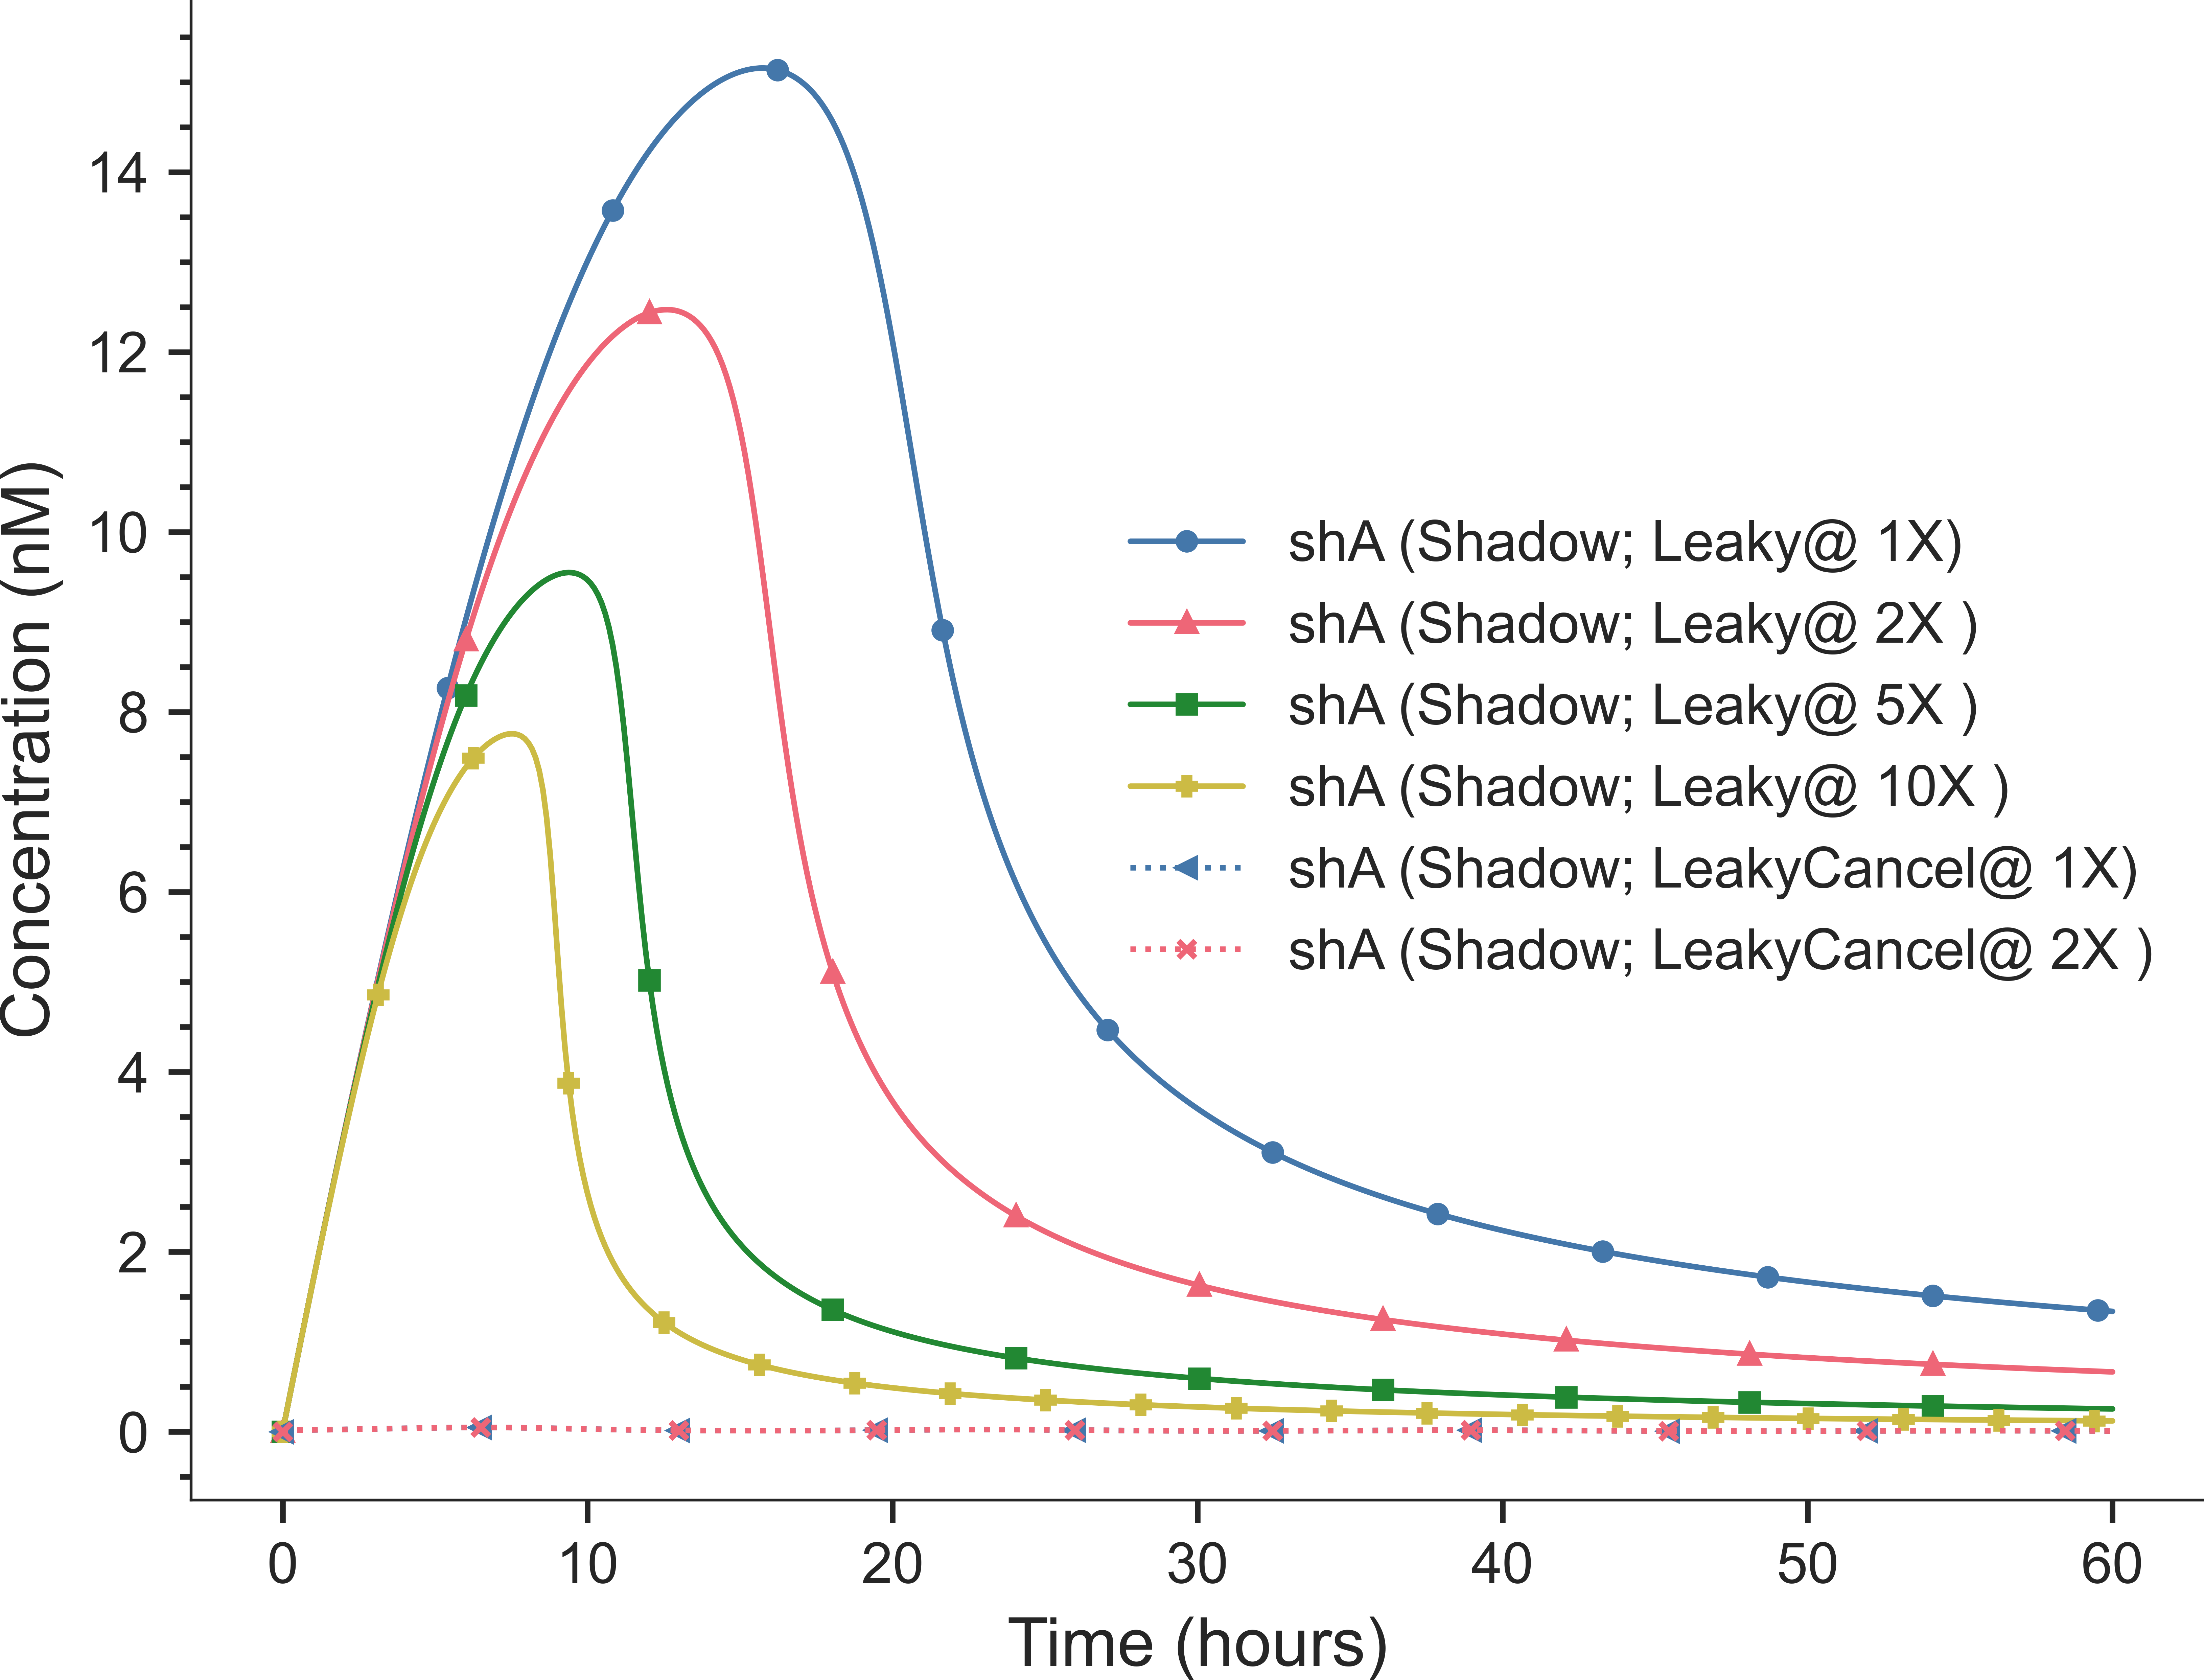 Concentration (nM)
14
12
10
8
6
4
2
0
shA (Shadow; Leaky@ 1X)
shA (Shadow; Leaky@ 2X )
shA (Shadow; Leaky@ 5X )
shA (Shadow; Leaky@ 10X )
shA (Shadow; LeakyCancel@ 1X)
shA (Shadow; LeakyCancel@ 2X )
0 10 20 30 40 50 60
Time (hours)